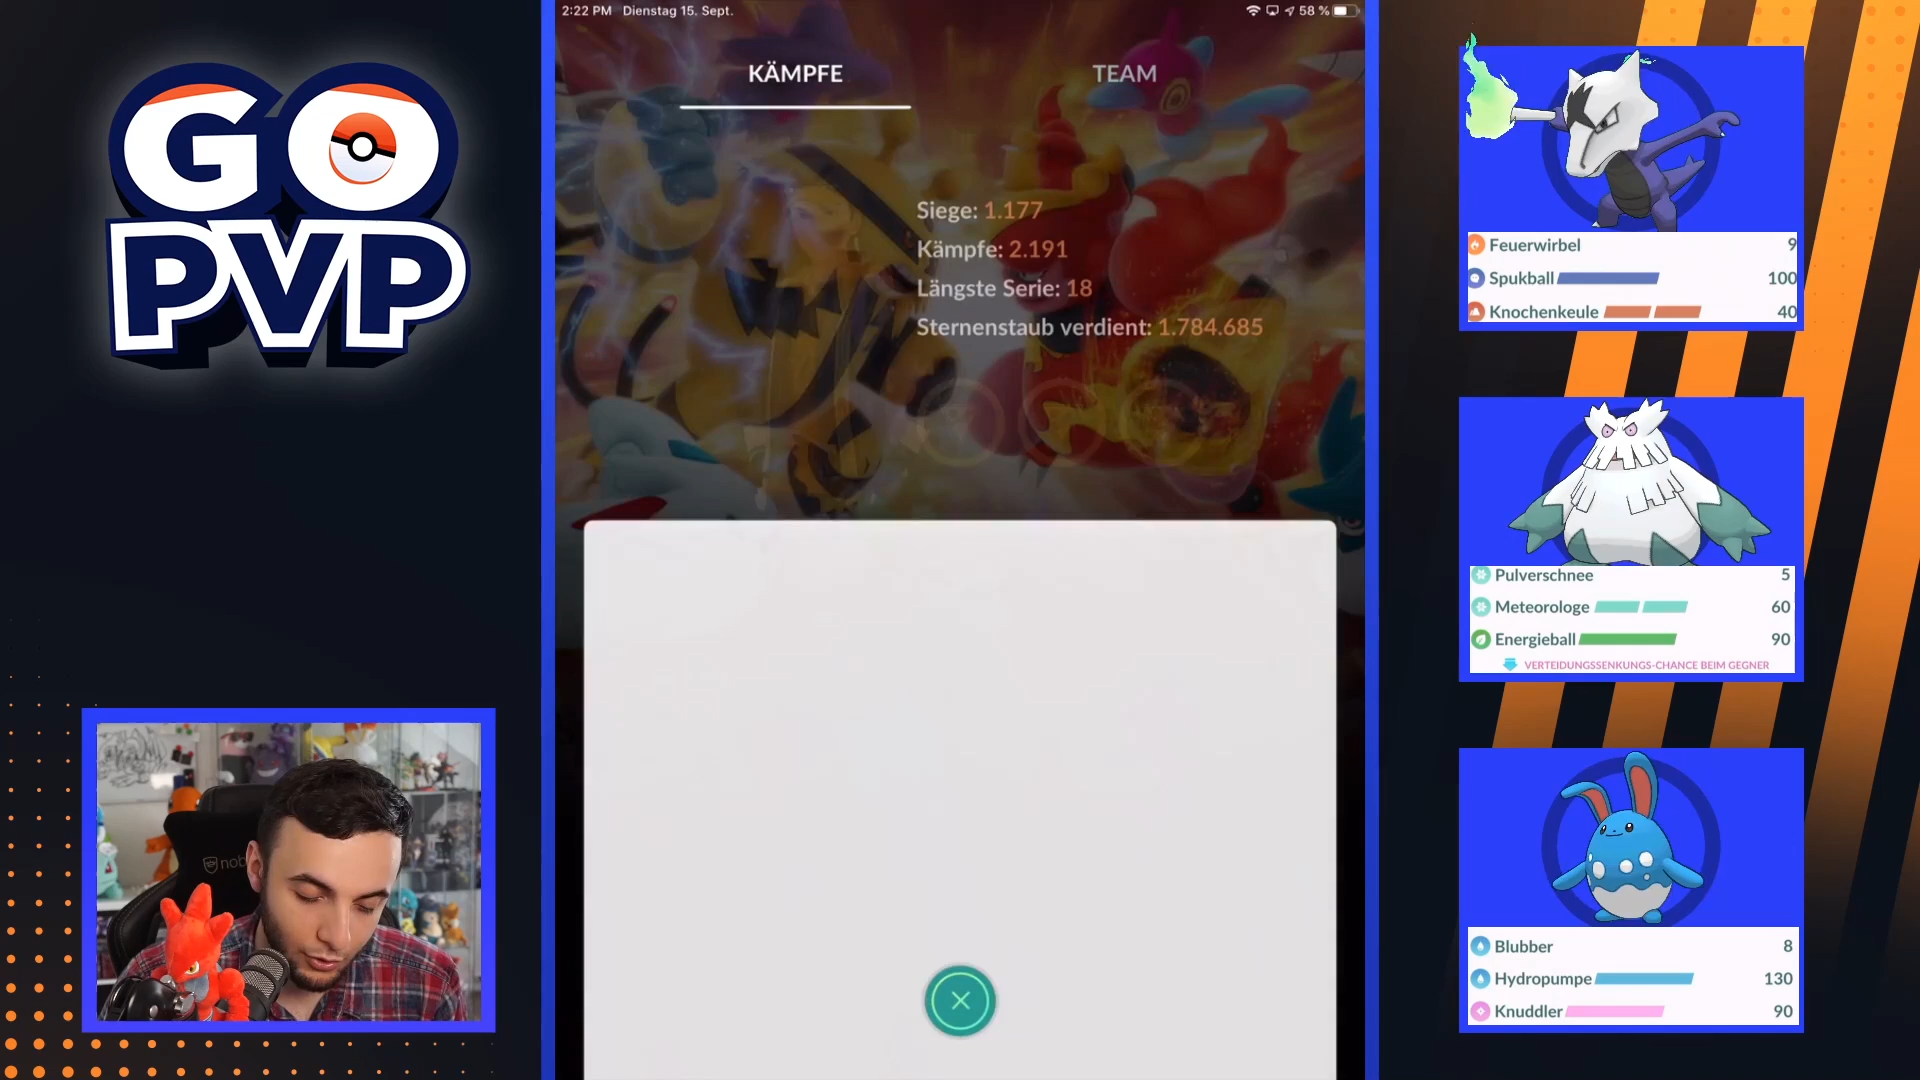 GO
PVP
2:22 PM Dienstag 15. Sept.
58 %
KÄMPFE
TEAM
Siege: 1.177
Kämpfe: 2.191
Längste Serie: 18
Sternenstaub verdient: 1.784.685
Feuerwirbel 9
Spukball 100
Knochenkeule 40
Pulverschnee 5
Meteorologe 60
Energieball 90
VERTEIDIGUNGSSENKUNGS-CHANCE BEIM GEGNER
Blubber 8
Hydropumpe 130
Knuddler 90
nob